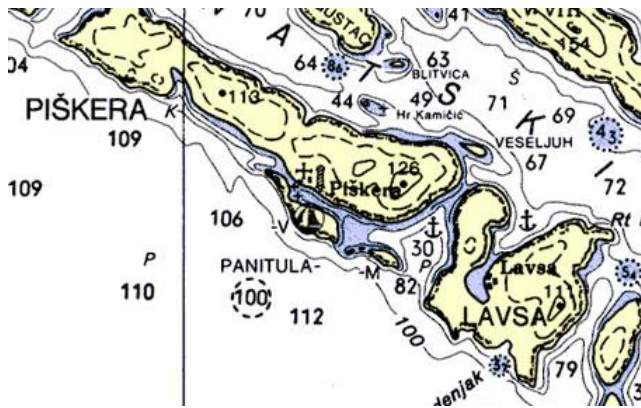 70
USTAC
41
154
04
64
86
63
BLITVICA
V
A
T
S
K
I
Š
113
44
49
Hr. Kamičić
71
69
PIŠKERA
K-
109
VESELJUH
43
67
126
Piškera
72
109
106
-V
30
P
Rt
P
PANITULA-
-M
82
Lavsa
54
110
100
112
100
LAVSA
111
57
79
denjak